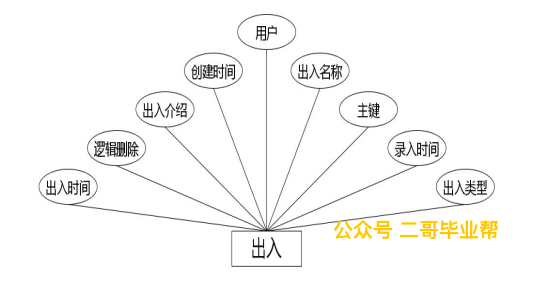 用户
创建时间
出入名称
出入介绍
主键
逻辑删除
录入时间
出入时间
出入类型
公众号 二哥毕业帮
出入